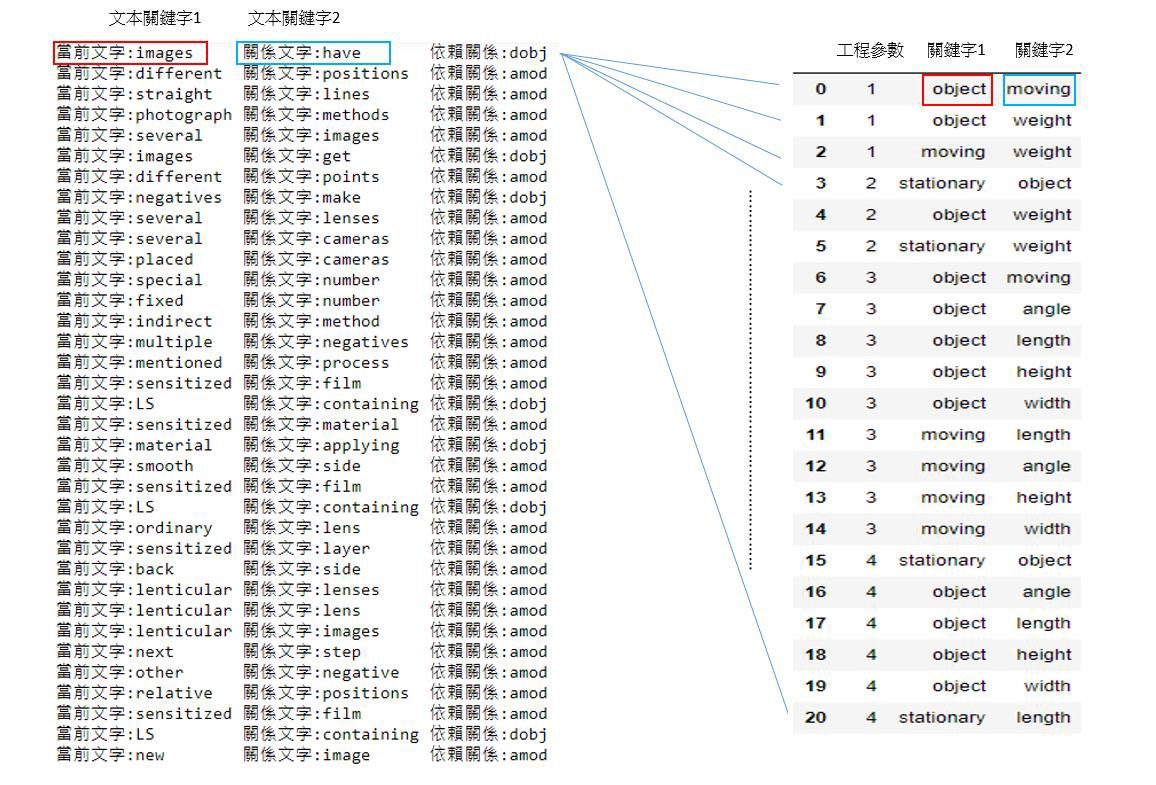 文本關鍵字1 文本關鍵字2
當前文字:images 關係文字:have 依賴關係:dobj
當前文字:different 關係文字:positions 依賴關係:amod
當前文字:straight 關係文字:lines 依賴關係:amod
當前文字:photograph 關係文字:methods 依賴關係:amod
當前文字:several 關係文字:images 依賴關係:amod
當前文字:images 關係文字:get 依賴關係:dobj
當前文字:different 關係文字:points 依賴關係:amod
當前文字:negatives 關係文字:make 依賴關係:dobj
當前文字:several 關係文字:lenses 依賴關係:amod
當前文字:several 關係文字:cameras 依賴關係:amod
當前文字:placed 關係文字:cameras 依賴關係:amod
當前文字:special 關係文字:number 依賴關係:amod
當前文字:fixed 關係文字:number 依賴關係:amod
當前文字:indirect 關係文字:method 依賴關係:amod
當前文字:multiple 關係文字:negatives 依賴關係:amod
當前文字:mentioned 關係文字:process 依賴關係:amod
當前文字:sensitized 關係文字:film 依賴關係:amod
當前文字:LS 關係文字:containing 依賴關係:dobj
當前文字:sensitized 關係文字:material 依賴關係:amod
當前文字:material 關係文字:applying 依賴關係:dobj
當前文字:smooth 關係文字:side 依賴關係:amod
當前文字:sensitized 關係文字:film 依賴關係:amod
當前文字:LS 關係文字:containing 依賴關係:dobj
當前文字:ordinary 關係文字:lens 依賴關係:amod
當前文字:sensitized 關係文字:layer 依賴關係:amod
當前文字:back 關係文字:side 依賴關係:amod
當前文字:lenticular 關係文字:lenses 依賴關係:amod
當前文字:lenticular 關係文字:lens 依賴關係:amod
當前文字:lenticular 關係文字:images 依賴關係:amod
當前文字:next 關係文字:step 依賴關係:amod
當前文字:other 關係文字:negative 依賴關係:amod
當前文字:relative 關係文字:positions 依賴關係:amod
當前文字:sensitized 關係文字:film 依賴關係:amod
當前文字:LS 關係文字:containing 依賴關係:dobj
當前文字:new 關係文字:image 依賴關係:amod
工程參數 關鍵字1 關鍵字2
0 1 object moving
1 1 object weight
2 1 moving weight
3 2 stationary object
4 2 object weight
5 2 stationary weight
6 3 object moving
7 3 object angle
8 3 object length
9 3 object height
10 3 object width
11 3 moving length
12 3 moving angle
13 3 moving height
14 3 moving width
15 4 stationary object
16 4 object angle
17 4 object length
18 4 object height
19 4 object width
20 4 stationary length